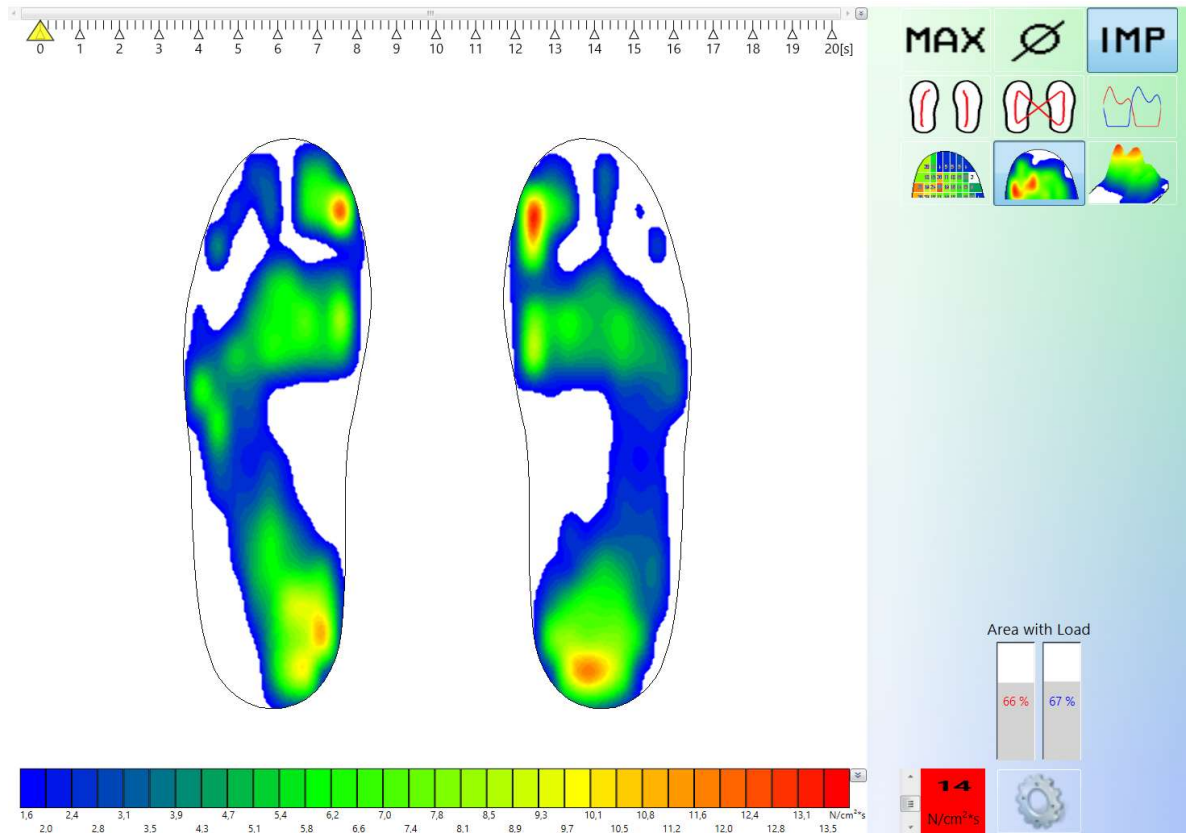 0 1 2 3 4 5 6 7 8 9 10 11 12 13 14 15 16 17 18 19 20[s]
MAX Ø IMP
Area with Load
66 % 67 %
1,6 2,4 3,1 3,9 4,7 5,4 6,2 7,0 7,8 8,5 9,3 10,1 10,8 11,6 12,4 13,1 N/cm²*s
2,0 2,8 3,5 4,3 5,1 5,8 6.6 7,4 8,1 8,9 9,7 10,5 11,2 12,0 12,8 13.5
14
N/cm²*s